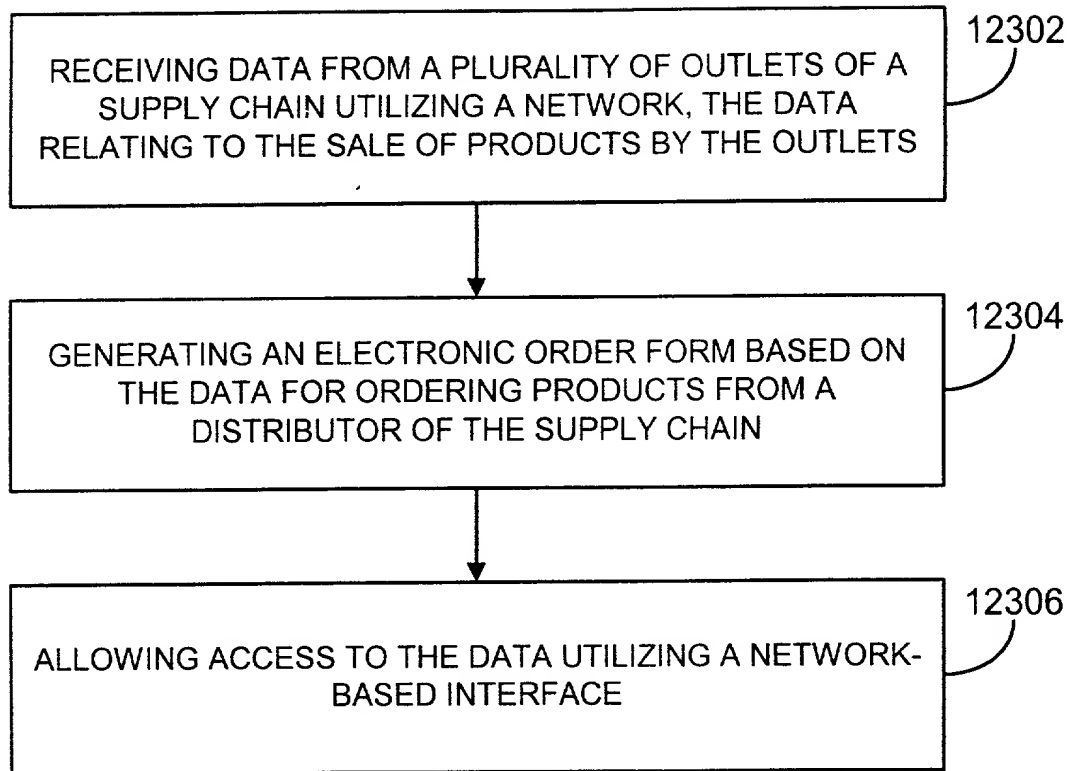 12302
RECEIVING DATA FROM A PLURALITY OF OUTLETS OF A
SUPPLY CHAIN UTILIZING A NETWORK, THE DATA
RELATING TO THE SALE OF PRODUCTS BY THE OUTLETS
12304
GENERATING AN ELECTRONIC ORDER FORM BASED ON
THE DATA FOR ORDERING PRODUCTS FROM A
DISTRIBUTOR OF THE SUPPLY CHAIN
12306
ALLOWING ACCESS TO THE DATA UTILIZING A NETWORK-
BASED INTERFACE